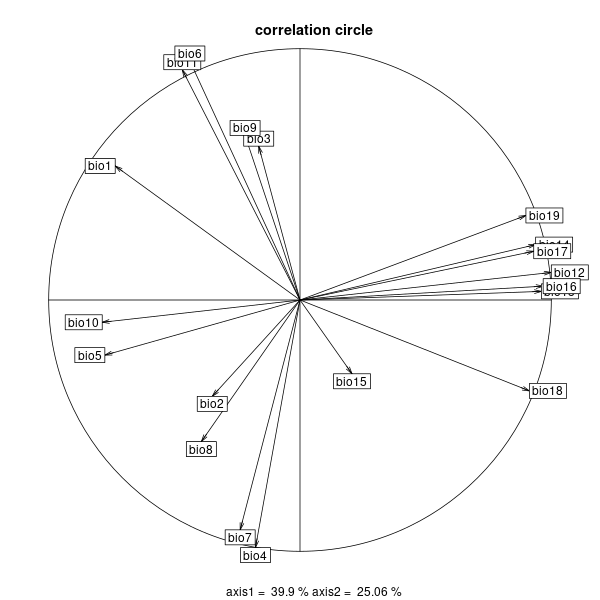 correlation circle
bio6
bio11
bio9
bio3
bio1
bio19
bio14
bio17
bio12
bio16
bio10
bio5
bio15
bio18
bio2
bio8
bio7
bio4
axis1 = 39.9 % axis2 = 25.06 %